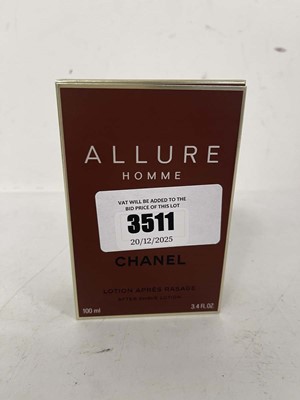 ALLURE
HOMME
VAT WILL BE ADDED TO THE
BID PRICE OF THIS LOT
3511
20/12/2025
CHANEL
LOTION APRÈS RASAGE
AFTER SHAVE LOTION
100 ml
3.4 fl.oz